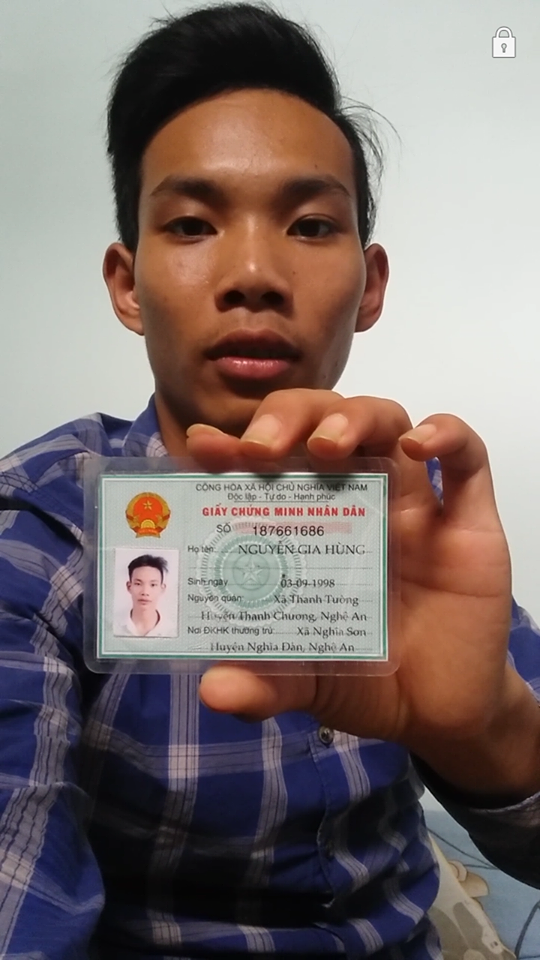 CỘNG HÒA XÃ HỘI CHỦ NGHĨA VIỆT NAM
Độc lập - Tự do - Hạnh phúc
GIẤY CHỨNG MINH NHÂN DÂN
SỐ 187661686
Họ tên: NGUYỄN GIA HÙNG
Sinh ngày 03-09-1998
Nguyên quán: Xã Thanh Tường
Huyện Thanh Chương, Nghệ An
Nơi ĐKHK thường trú: Xã Nghĩa Sơn
Huyện Nghĩa Đàn, Nghệ An